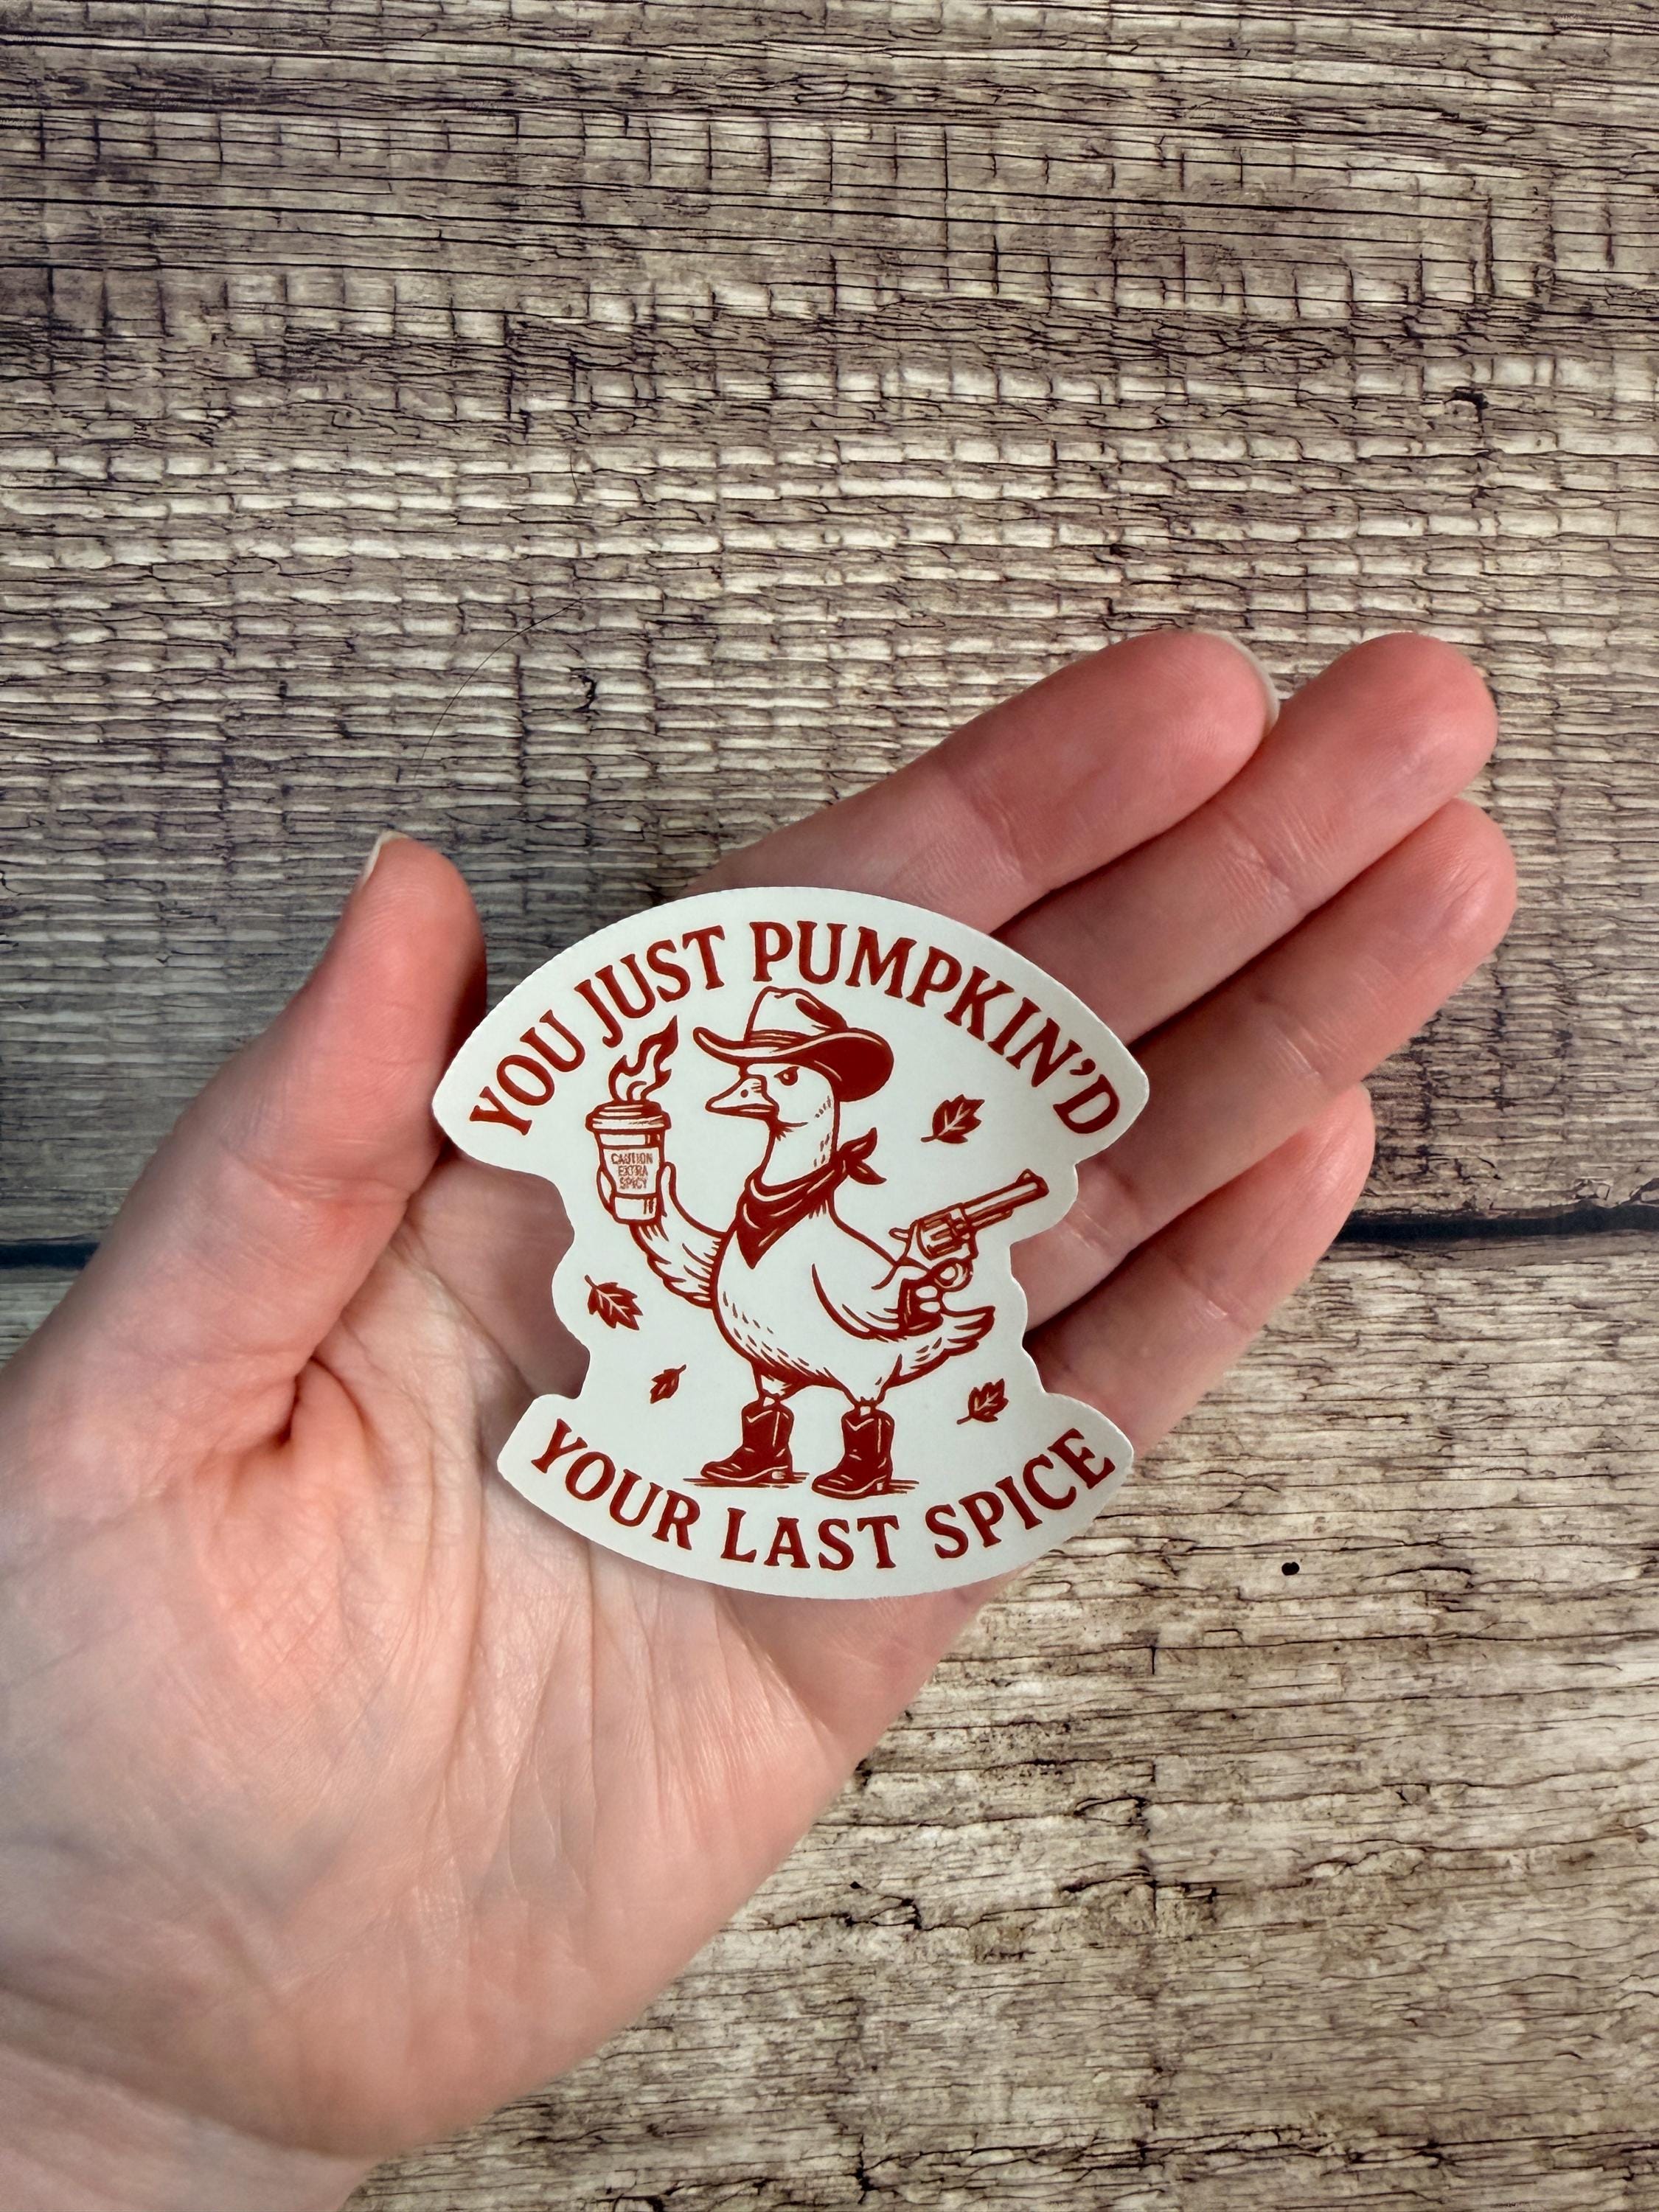 YOU JUST PUMPKIN'D
CAUTION
EXTRA
SPICY
YOUR LAST SPICE